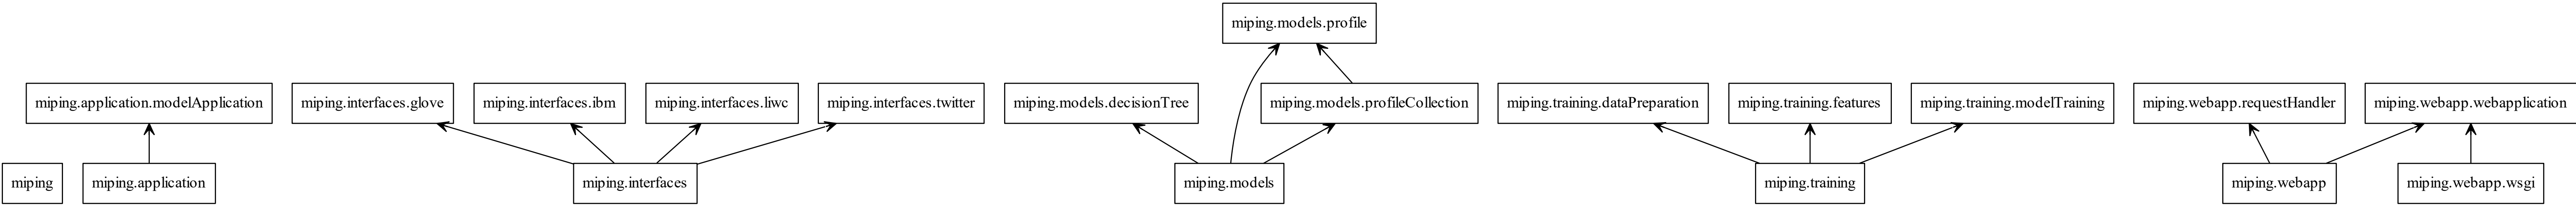 miping.models.profile
miping.application.modelApplication
miping.interfaces.glove
miping.interfaces.ibm
miping.interfaces.liwc
miping.interfaces.twitter
miping.models.decisionTree
miping.models.profileCollection
miping.training.dataPreparation
miping.training.features
miping.training.modelTraining
miping.webapp.requestHandler
miping.webapp.webapplication
miping
miping.application
miping.interfaces
miping.models
miping.training
miping.webapp
miping.webapp.wsgi